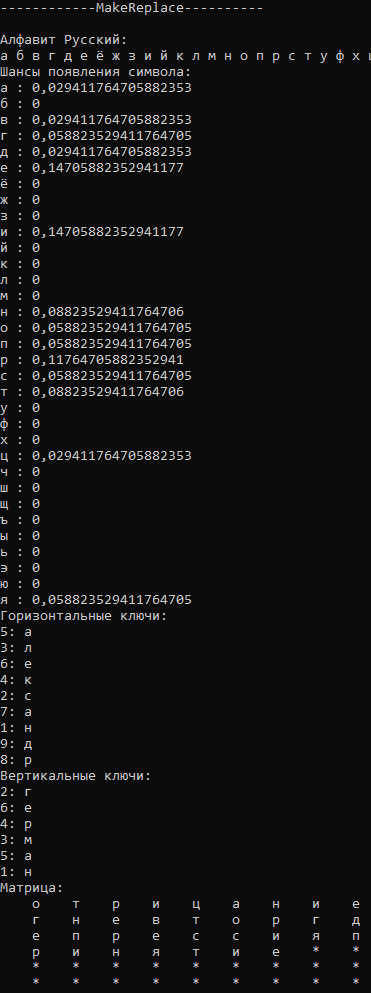 ------------MakeReplace----------
Алфавит Русский:
а б в г д е ё ж з и й к л м н о п р с т у ф х
Шансы появления символа:
а : 0,029411764705882353
б : 0
в : 0,029411764705882353
г : 0,058823529411764705
д : 0,029411764705882353
е : 0,14705882352941177
ё : 0
ж : 0
з : 0
и : 0,14705882352941177
й : 0
к : 0
л : 0
м : 0
н : 0,08823529411764706
о : 0,058823529411764705
п : 0,058823529411764705
р : 0,11764705882352941
с : 0,058823529411764705
т : 0,08823529411764706
у : 0
ф : 0
х : 0
ц : 0,029411764705882353
ч : 0
ш : 0
щ : 0
ъ : 0
ы : 0
ь : 0
э : 0
ю : 0
я : 0,058823529411764705
Горизонтальные ключи:
5: а
3: л
6: е
4: к
2: с
7: а
1: н
9: д
8: р
Вертикальные ключи:
2: г
6: е
4: р
3: м
5: а
1: н
Матрица:
о т р и ц а н и е
г н е в т о р г д
е п р е с с и я п
р и н я т и е * *
* * * * * * * * *
* * * * * * * * *